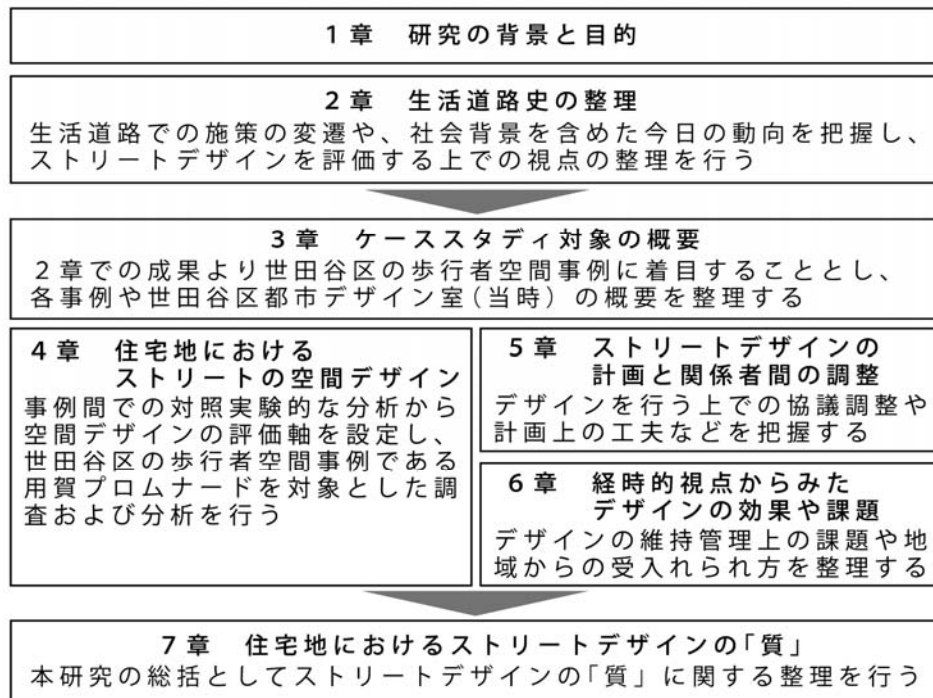 1章 研究の背景と目的
2章 生活道路史の整理
生活道路での施策の変遷や、社会背景を含めた今日の動向を把握し、
ストリートデザインを評価する上での視点の整理を行う
3章 ケーススタディ対象の概要
2章での成果より世田谷区の歩行者空間事例に着目することとし、
各事例や世田谷区都市デザイン室(当時)の概要を整理する
4章 住宅地における
ストリートの空間デザイン
事例間での対照実験的な分析から
空間デザインの評価軸を設定し、
世田谷区の歩行者空間事例である
用賀プロムナードを対象とした調
査および分析を行う
5章 ストリートデザインの
計画と関係者間の調整
デザインを行う上での協議調整や
計画上の工夫などを把握する
6章 経時的視点からみた
デザインの効果や課題
デザインの維持管理上の課題や地
域からの受入れられ方を整理する
7章 住宅地におけるストリートデザインの「質」
本研究の総括としてストリートデザインの「質」に関する整理を行う